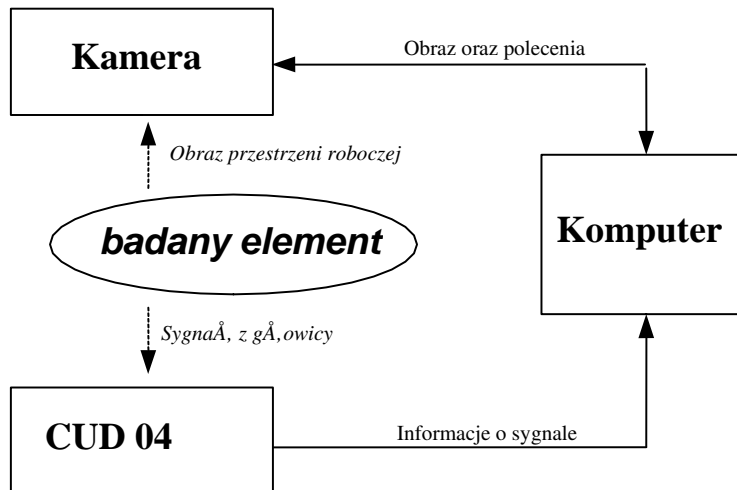 Kamera
Obraz oraz polecenia
Obraz przestrzeni roboczej
badany element
Komputer
SygnaÅ‚ z gÅ‚owicy
CUD 04
Informacje o sygnale